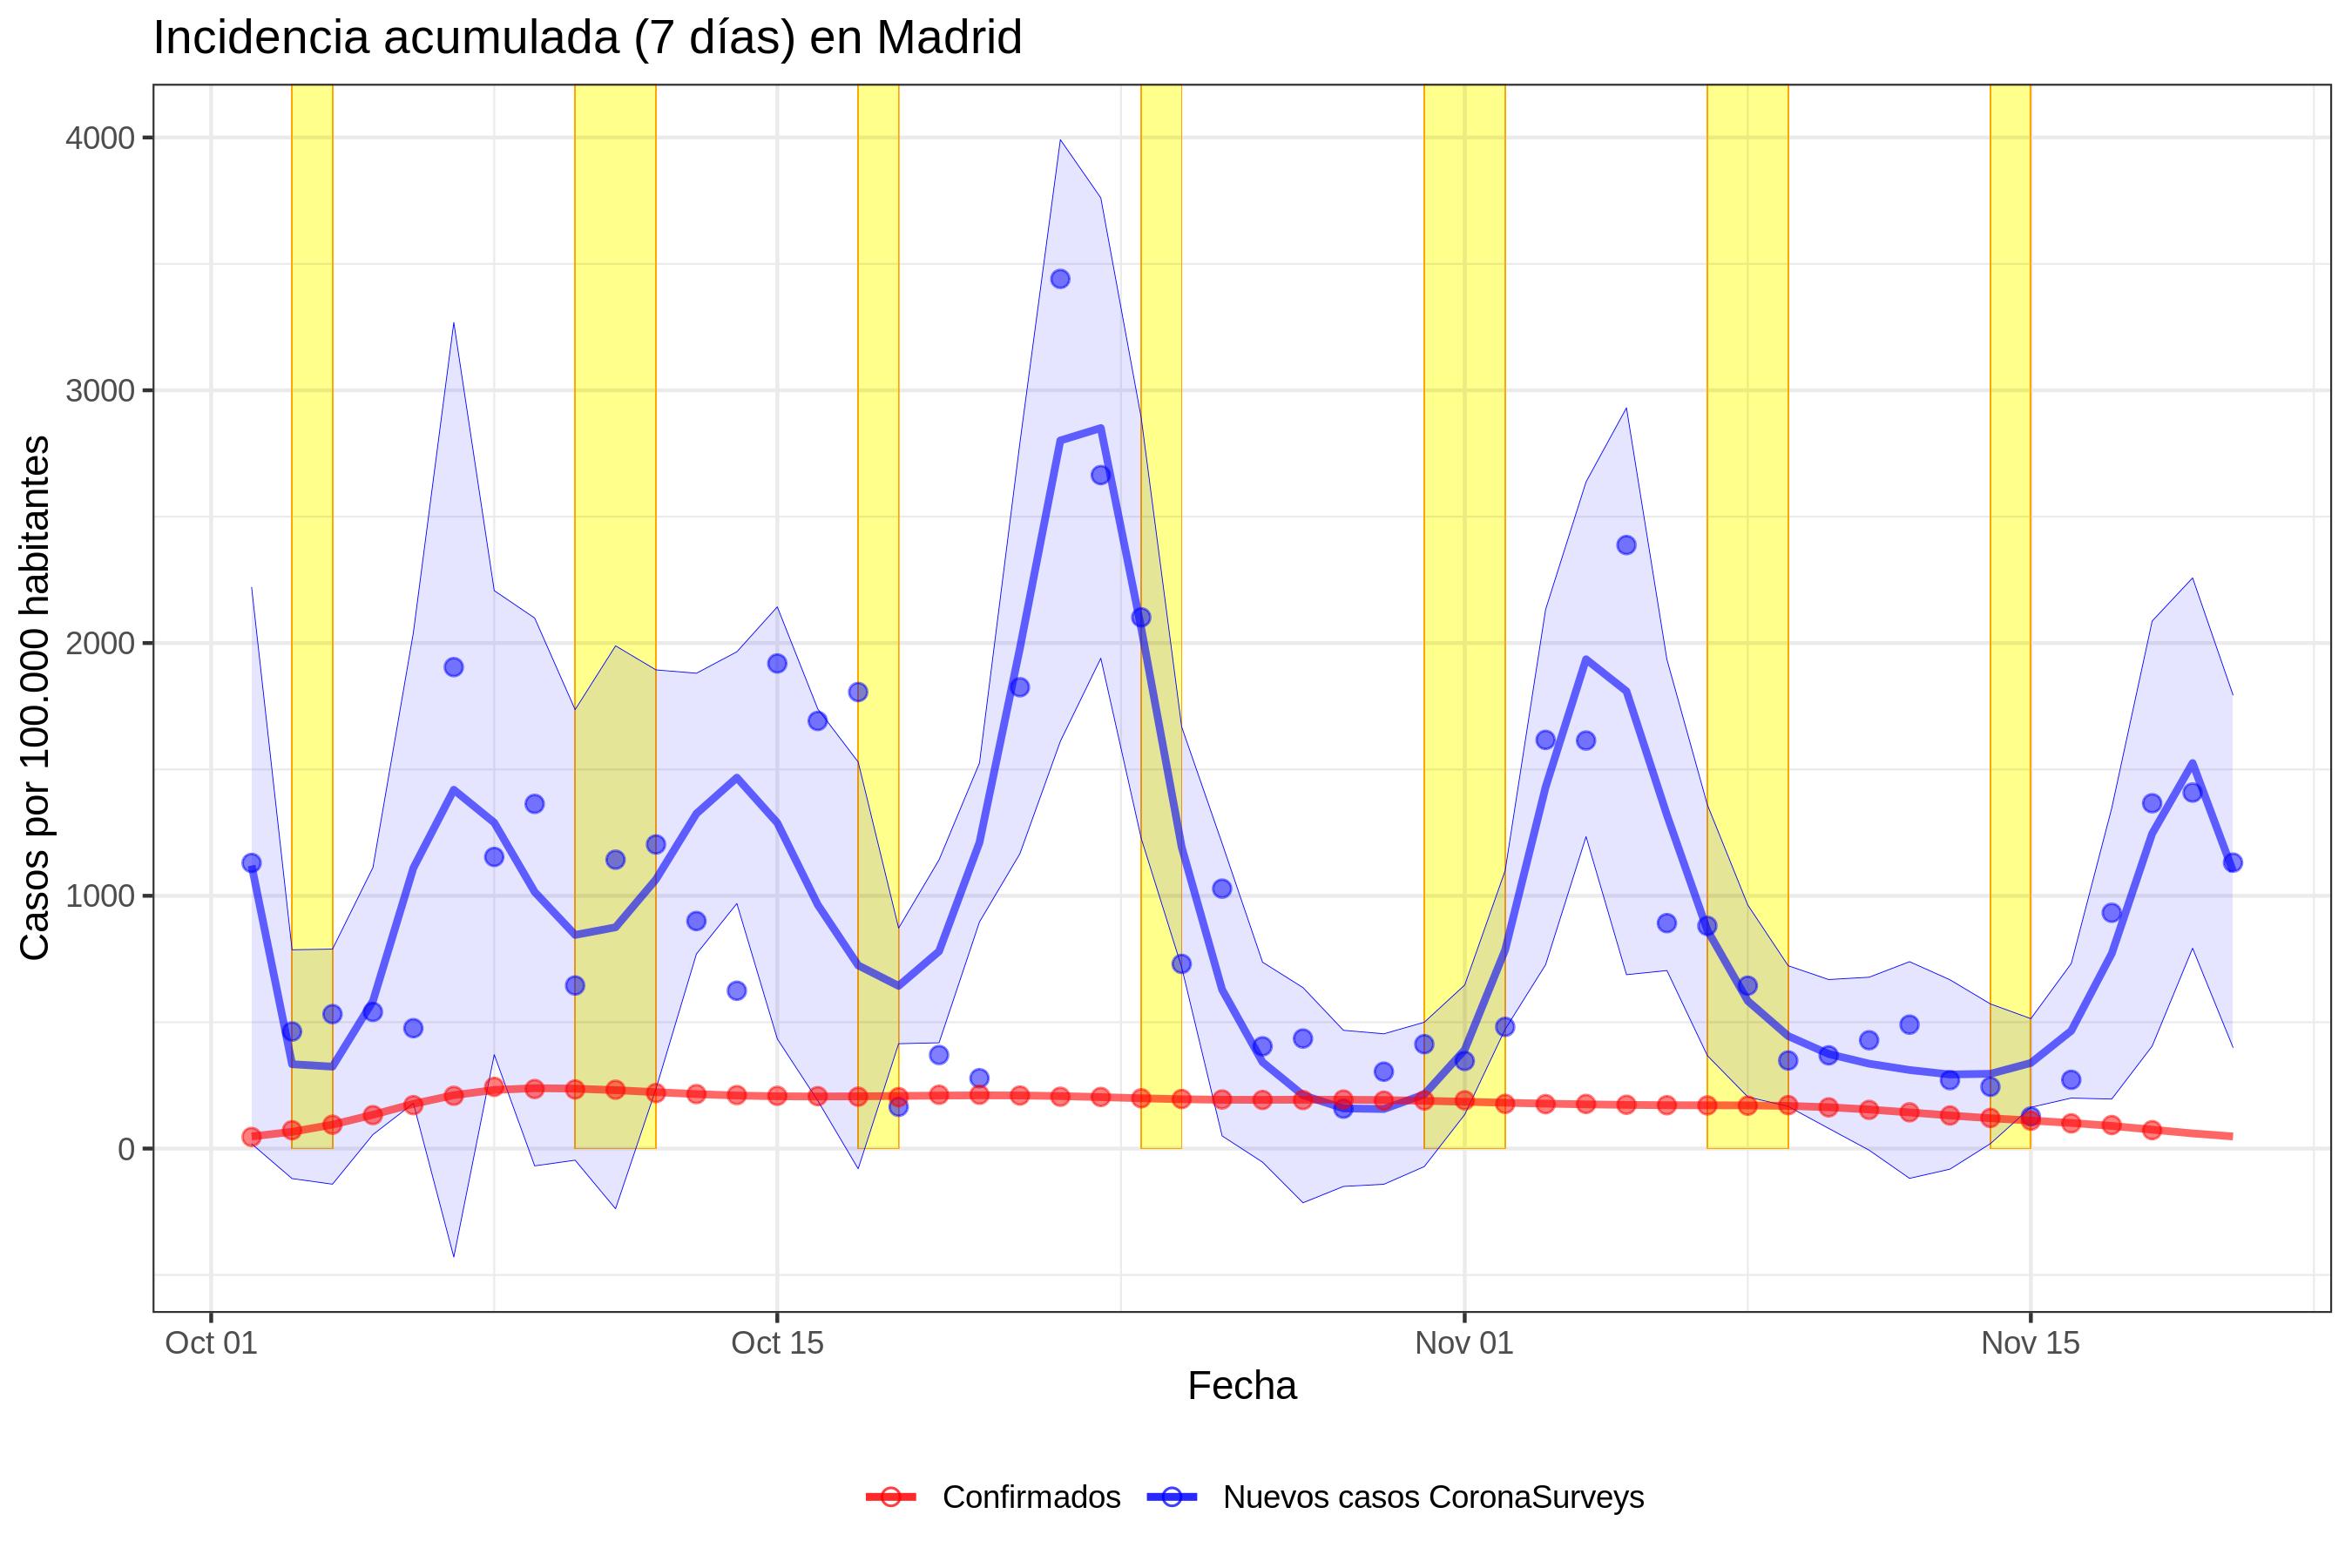 Incidencia acumulada (7 días) en Madrid
Casos por 100.000 habitantes
4000
3000
2000
1000
0
Oct 01
Oct 15
Nov 01
Nov 15
Fecha
Confirmados
Nuevos casos CoronaSurveys